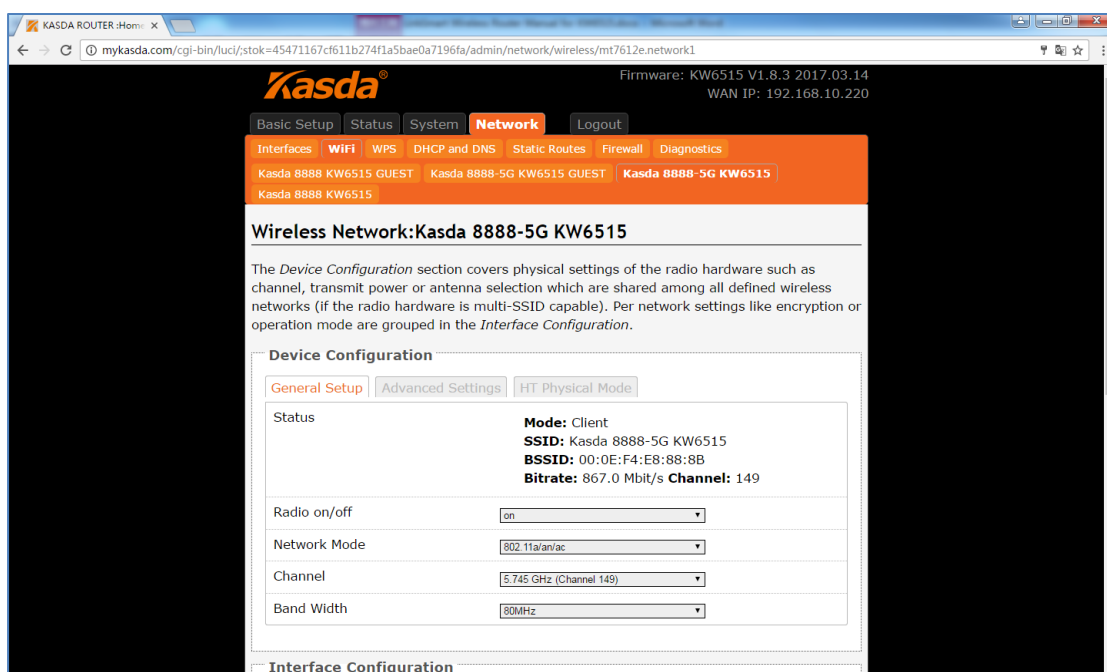 KASDA ROUTER :Home
mykasda.com/cgi-bin/luci/;stok=45471167cf611b274f1a5bae0a7196fa/admin/network/wireless/mt7612e.network1
Kasda®
Firmware: KW6515 V1.8.3 2017.03.14
WAN IP: 192.168.10.220
Basic Setup Status System Network Logout
Interfaces WiFi WPS DHCP and DNS Static Routes Firewall Diagnostics
Kasda 8888 KW6515 GUEST Kasda 8888-5G KW6515 GUEST Kasda 8888-5G KW6515
Kasda 8888 KW6515
Wireless Network:Kasda 8888-5G KW6515
The Device Configuration section covers physical settings of the radio hardware such as
channel, transmit power or antenna selection which are shared among all defined wireless
networks (if the radio hardware is multi-SSID capable). Per network settings like encryption or
operation mode are grouped in the Interface Configuration.
Device Configuration
General Setup Advanced Settings HT Physical Mode
Status
Mode: Client
SSID: Kasda 8888-5G KW6515
BSSID: 00:0E:F4:E8:88:8B
Bitrate: 867.0 Mbit/s Channel: 149
Radio on/off on
Network Mode 802.11a/an/ac
Channel 5.745 GHz (Channel 149)
Band Width 80MHz
Interface Configuration